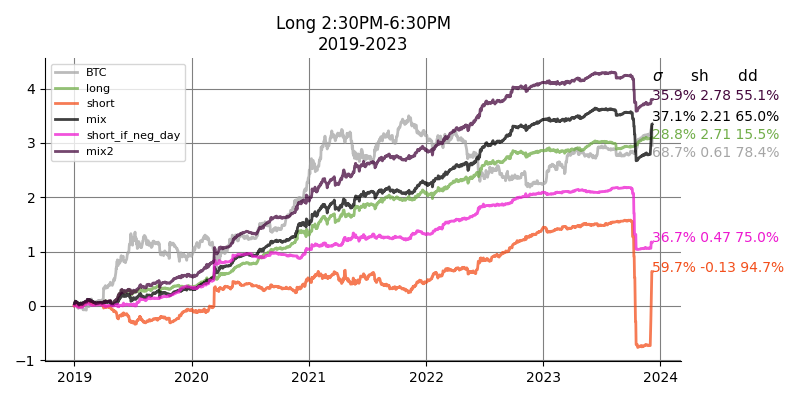 Long 2:30PM-6:30PM
2019-2023
σ sh dd
BTC
long
short
mix
short_if_neg_day
mix2
35.9% 2.78 55.1%
37.1% 2.21 65.0%
28.8% 2.71 15.5%
68.7% 0.61 78.4%
36.7% 0.47 75.0%
59.7% -0.13 94.7%
4
3
2
1
0
−1
2019 2020 2021 2022 2023 2024